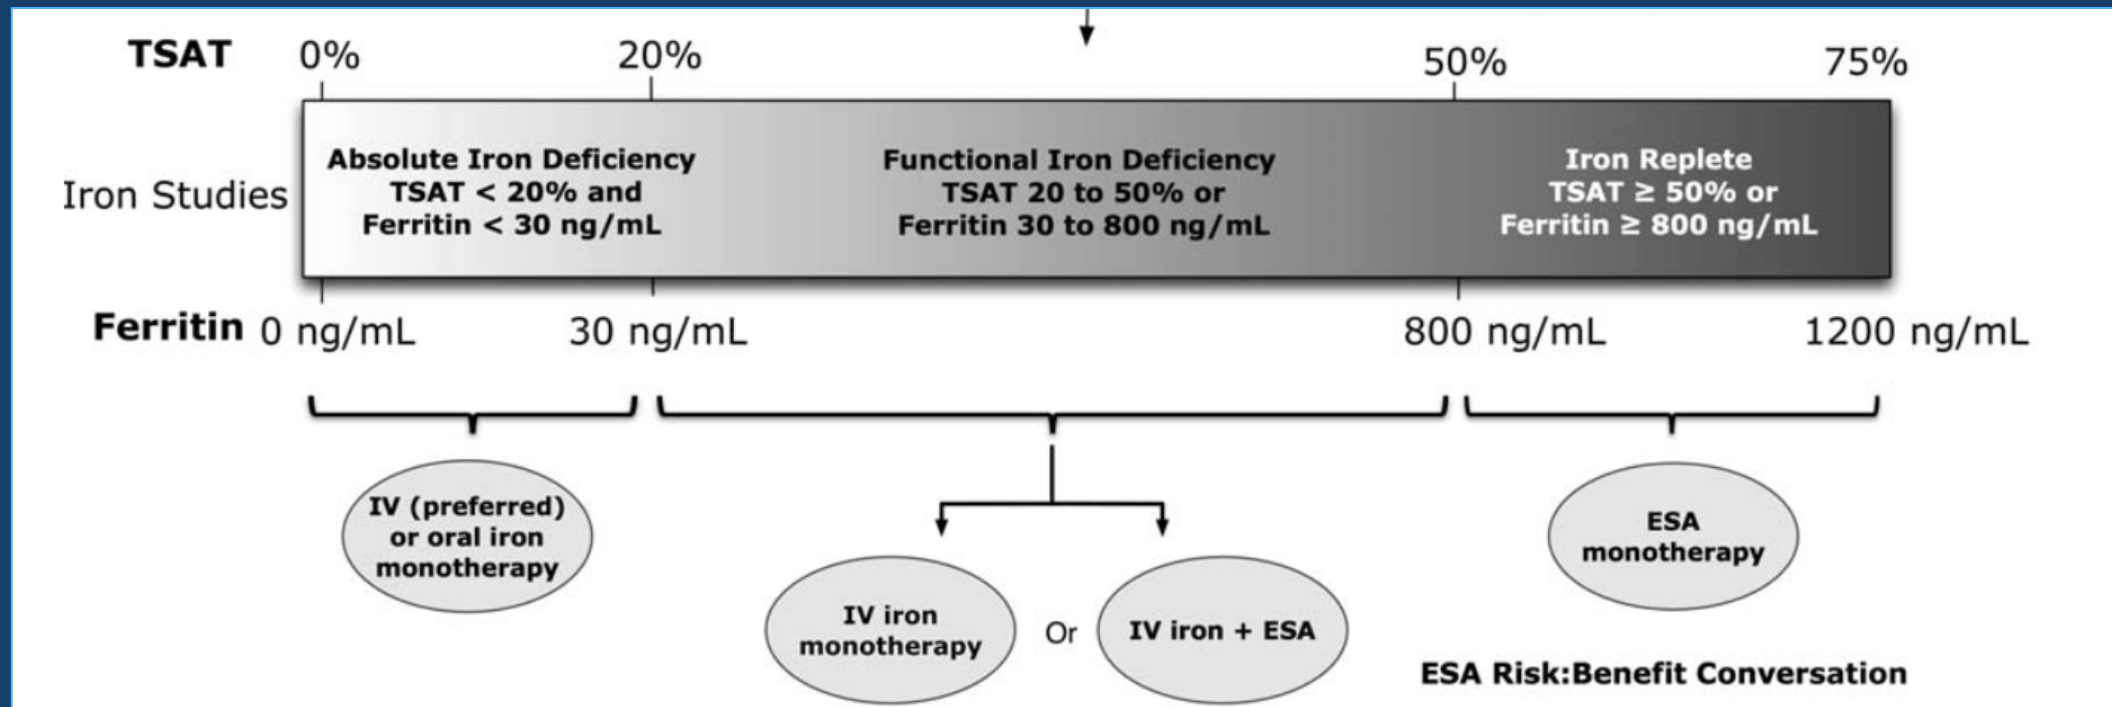 TSAT 0% 20% 50% 75%
Iron Studies
Absolute Iron Deficiency
TSAT < 20% and
Ferritin < 30 ng/mL
Functional Iron Deficiency
TSAT 20 to 50% or
Ferritin 30 to 800 ng/mL
Iron Replete
TSAT ≥ 50% or
Ferritin ≥ 800 ng/mL
Ferritin 0 ng/mL 30 ng/mL 800 ng/mL 1200 ng/mL
IV (preferred)
or oral iron
monotherapy
IV iron
monotherapy
Or
IV iron + ESA
ESA
monotherapy
ESA Risk:Benefit Conversation